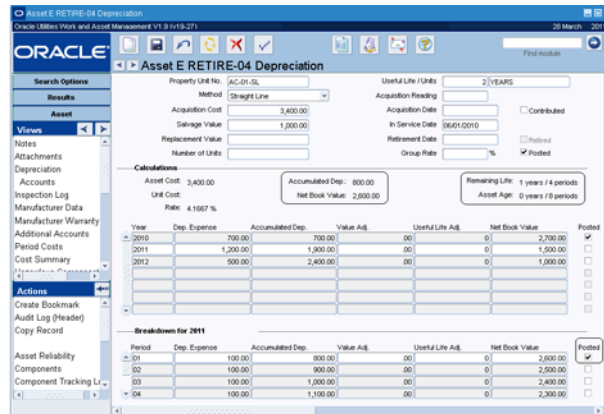 Asset E RETIRE-04 Depreciation
Oracle Utilities Work and Asset Management V1.9 (v19-27)
28 March 201
ORACLE
Find module
Asset E RETIRE-04 Depreciation
Search Options
Results
Asset
Views
Notes
Attachments
Depreciation
Accounts
Inspection Log
Manufacturer Data
Manufacturer Warranty
Additional Accounts
Period Costs
Cost Summary
Actions
Create Bookmark
Audit Log (Header)
Copy Record
Asset Reliability
Components
Component Tracking Lo
Property Unit No. AC-01-SL Useful Life / Units 2 YEARS
Method Straight Line Acquisition Reading
Acquisition Cost 3,400.00 Acquisition Date Contributed
Salvage Value 1,000.00 In Service Date 06/01/2010
Replacement Value Retirement Date Retired
Number of Units Group Rate % Posted
Calculations
Asset Cost: 3,400.00 Accumulated Dep.: 800.00 Remaining Life: 1 years / 4 periods
Unit Cost: Net Book Value: 2,600.00 Asset Age: 0 years / 8 periods
Rate: 4.1667 %
Year Dep. Expense Accumulated Dep. Value Adj. Useful Life Adj. Net Book Value Posted
2010 700.00 700.00 .00 0 2,700.00
2011 1,200.00 1,900.00 .00 0 1,500.00
2012 500.00 2,400.00 .00 0 1,000.00
Breakdown for 2011
Period Dep. Expense Accumulated Dep. Value Adj. Useful Life Adj. Net Book Value Posted
01 100.00 800.00 .00 0 2,600.00
02 100.00 900.00 .00 0 2,500.00
03 100.00 1,000.00 .00 0 2,400.00
04 100.00 1,100.00 .00 0 2,300.00